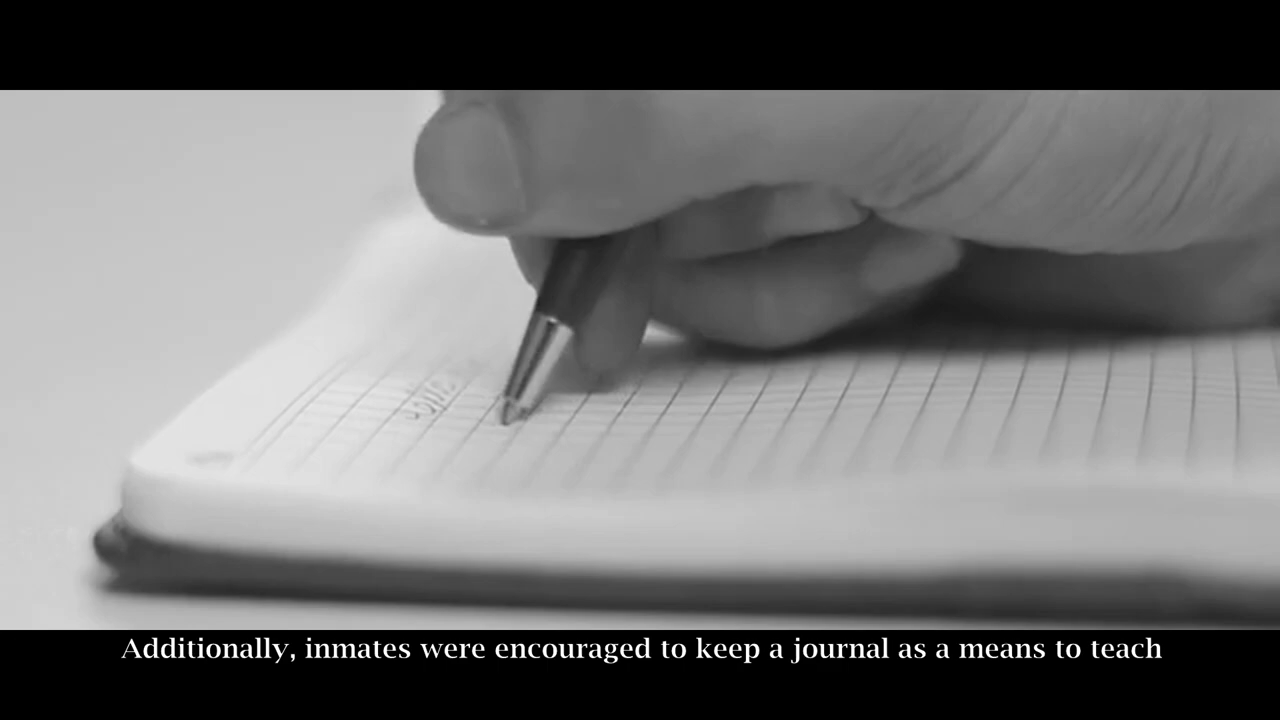 Additionally, inmates were encouraged to keep a journal as a means to teach